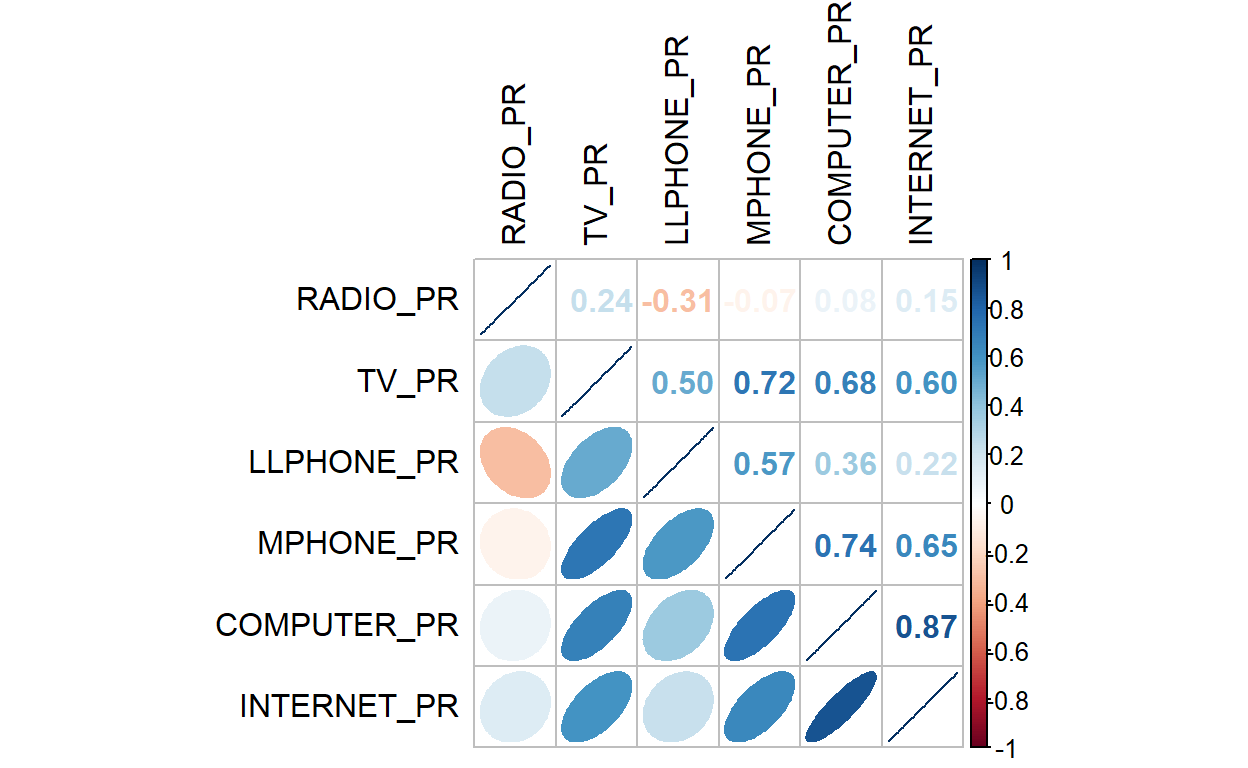 RADIO_PR
TV_PR
LLPHONE_PR
MPHONE_PR
COMPUTER_PR
INTERNET_PR
RADIO_PR 0.24 -0.31 -0.07 0.08 0.15
TV_PR 0.50 0.72 0.68 0.60
LLPHONE_PR 0.57 0.36 0.22
MPHONE_PR 0.74 0.65
COMPUTER_PR 0.87
INTERNET_PR
1
0.8
0.6
0.4
0.2
0
-0.2
-0.4
-0.6
-0.8
-1